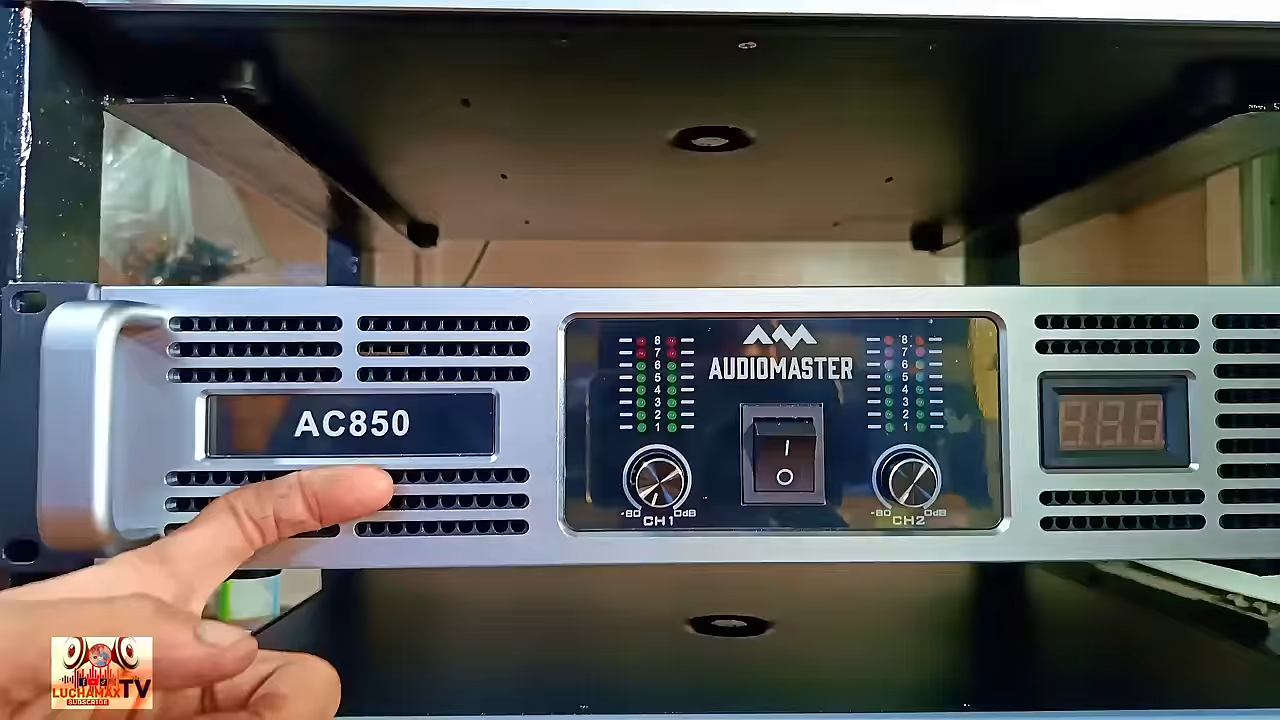 AC850
8 8
7 7
6 6
5 5
4 4
3 3
2 2
1 1
AUDIOMASTER
-80 0dB
CH1
-80 0dB
CH2
LUCHAMAX TV
SUBSCRIBE